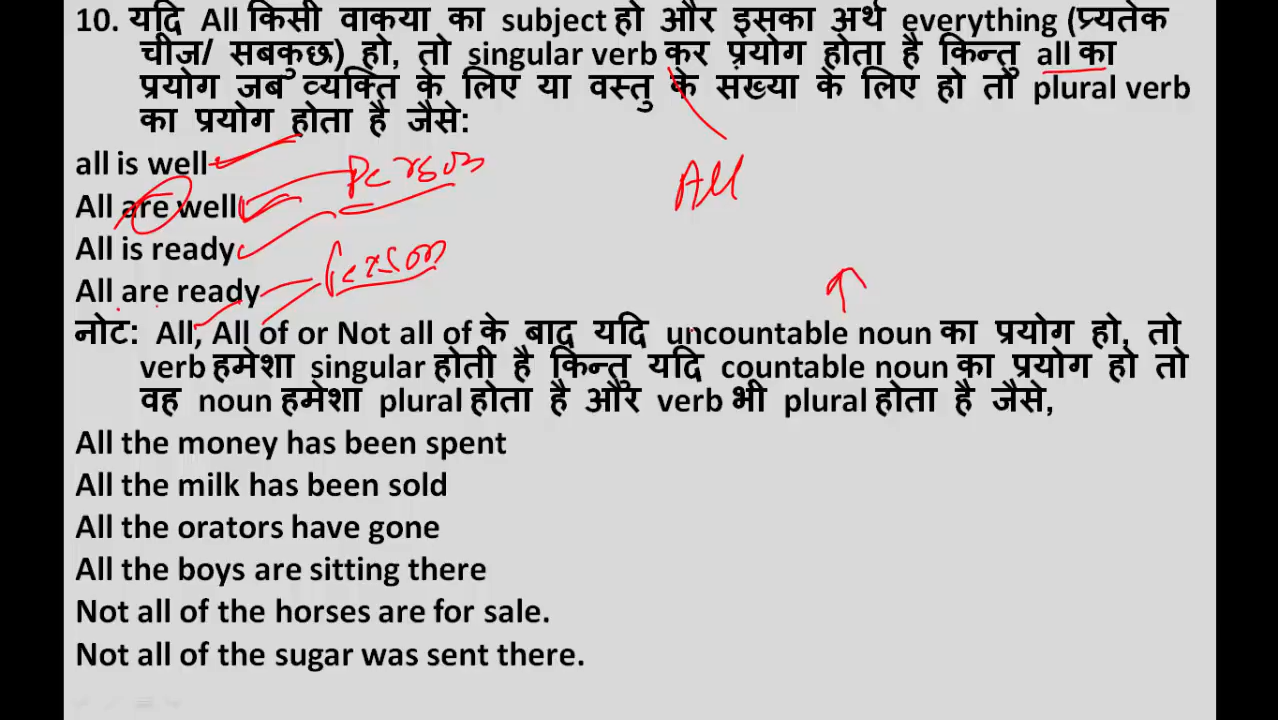 10. यदि All किसी वाकया का subject हो और इसका अर्थ everything (प्रयतेक
चीज/ सबकुछ) हो, तो singular verb कर प्रयोग होता है किन्तु all का
प्रयोग जब व्यक्ति के लिए या वस्तु के संख्या के लिए हो तो plural verb
का प्रयोग होता है जैसे:
all is well
Person
All are well
All
All is ready
Person
All are ready
नोट: All, All of or Not all of के बाद यदि uncountable noun का प्रयोग हो, तो
verb हमेशा singular होती है किन्तु यदि countable noun का प्रयोग हो तो
वह noun हमेशा plural होता है और verb भी plural होता है जैसे,
All the money has been spent
All the milk has been sold
All the orators have gone
All the boys are sitting there
Not all of the horses are for sale.
Not all of the sugar was sent there.